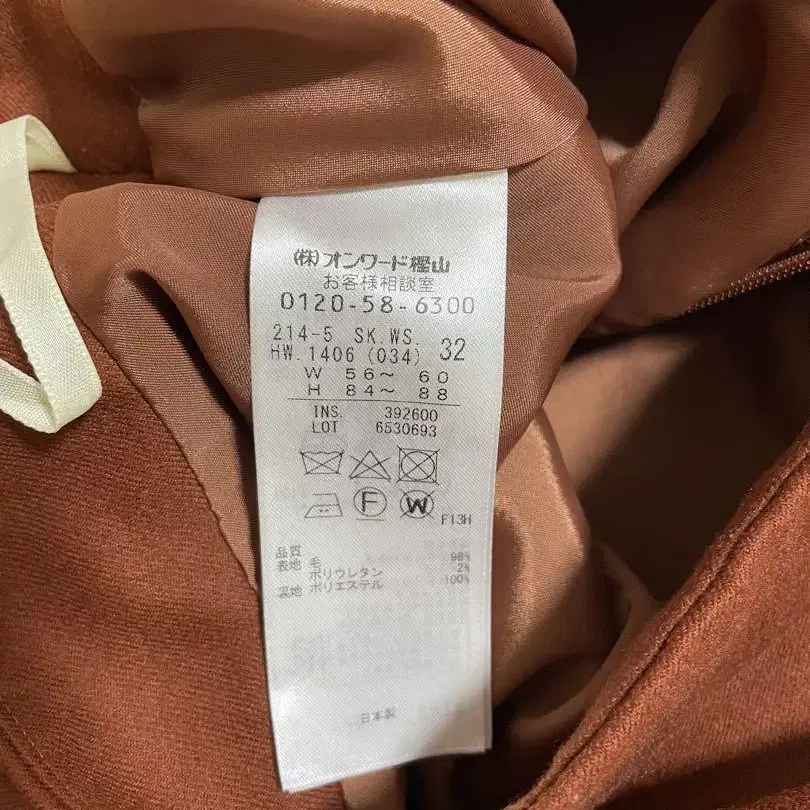 (株)オンワード樫山
お客様相談室
0120-58-6300
214-5 SK.WS. 32
HW.1406 (034)
W 56～ 60
H 84～ 88
INS. 392600
LOT 6530693
F W
F13H
品質
表地 毛 98%
ポリウレタン 2%
裏地 ポリエステル 100%
日本製